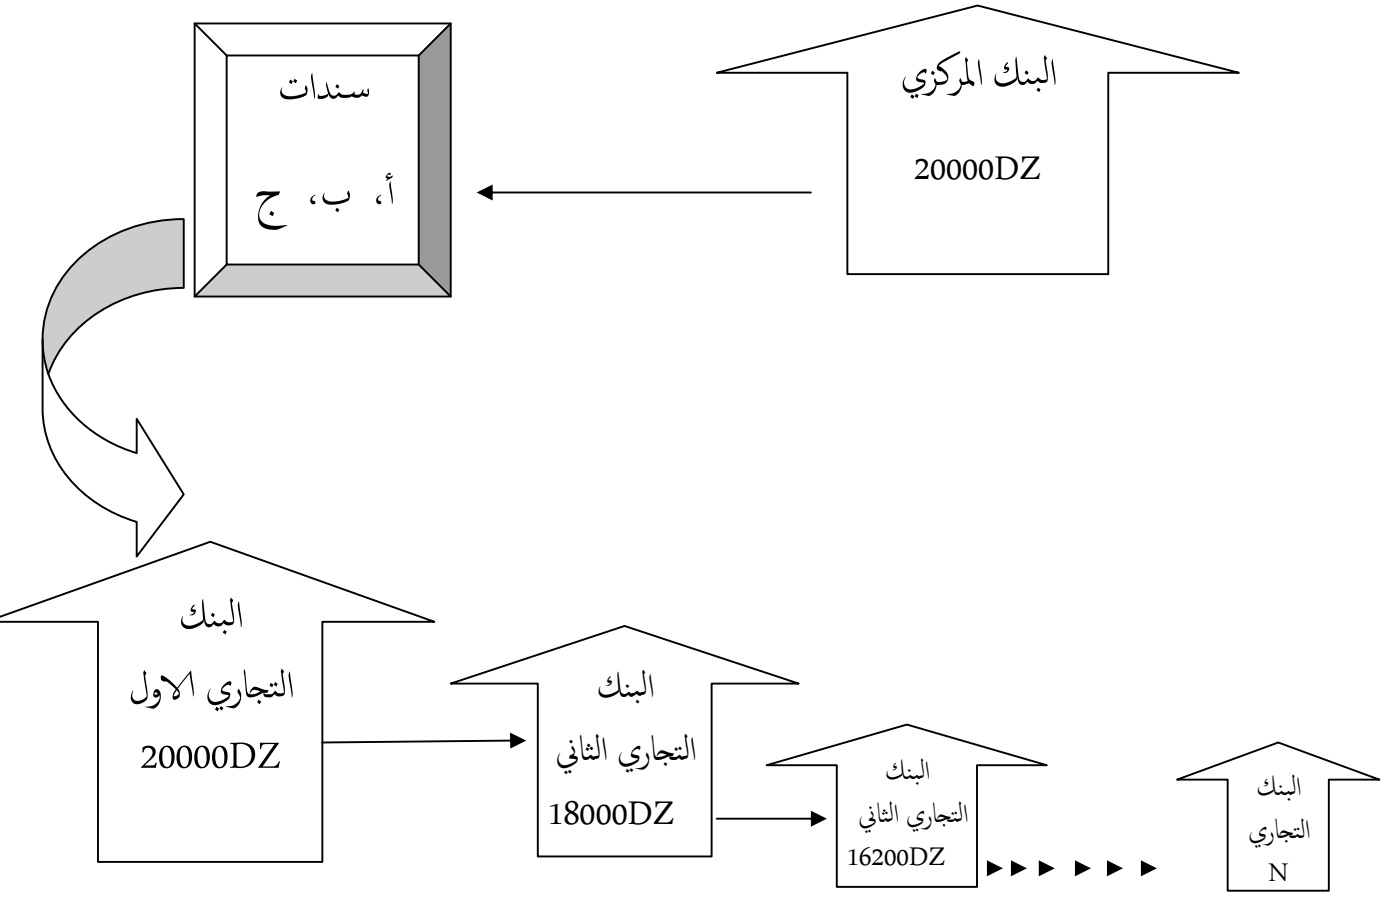 البنك المركزي
20000DZ
سندات
أ، ب، ج
البنك
التجاري الاول
20000DZ
البنك
التجاري الثاني
18000DZ
البنك
التجاري الثاني
16200DZ
البنك
التجاري
N